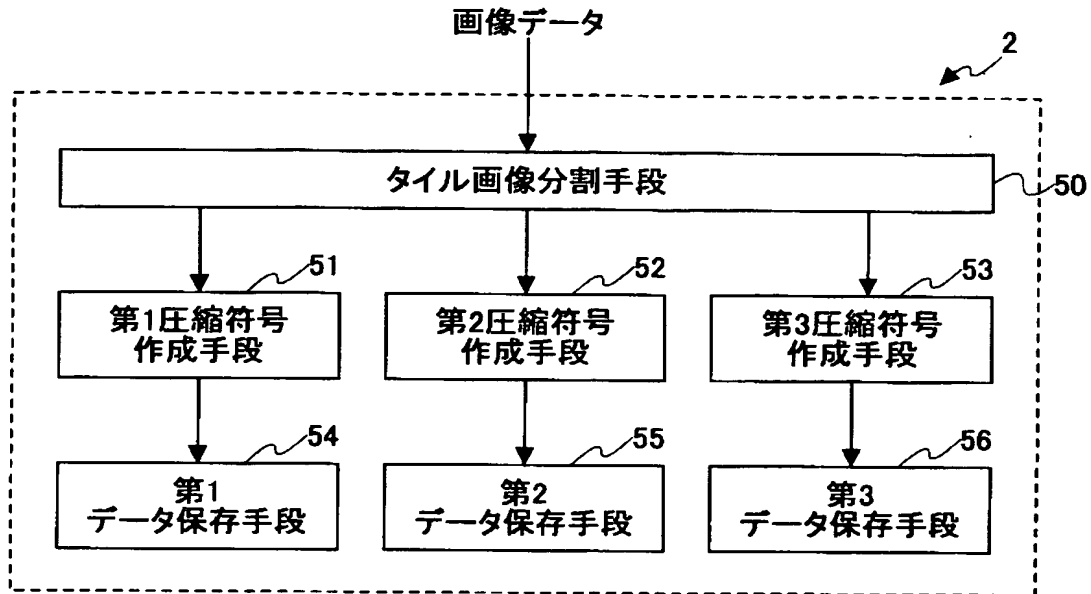 画像データ
2
タイル画像分割手段
50
51
52
53
第1圧縮符号
作成手段
第2圧縮符号
作成手段
第3圧縮符号
作成手段
54
55
56
第1
データ保存手段
第2
データ保存手段
第3
データ保存手段